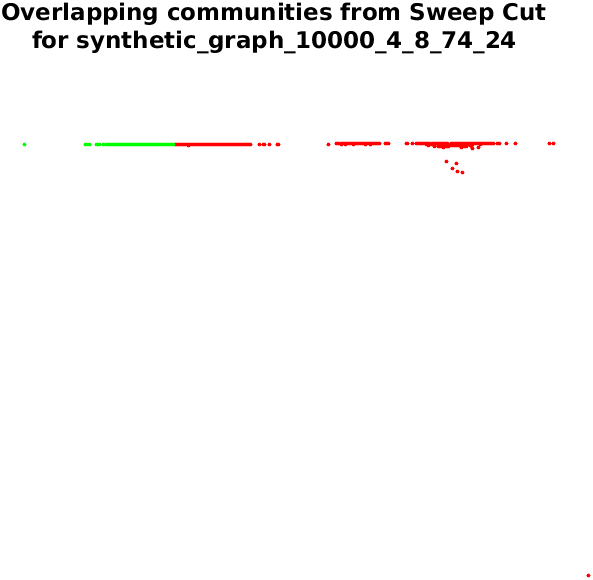 Overlapping communities from Sweep Cut
for synthetic_graph_10000_4_8_74_24